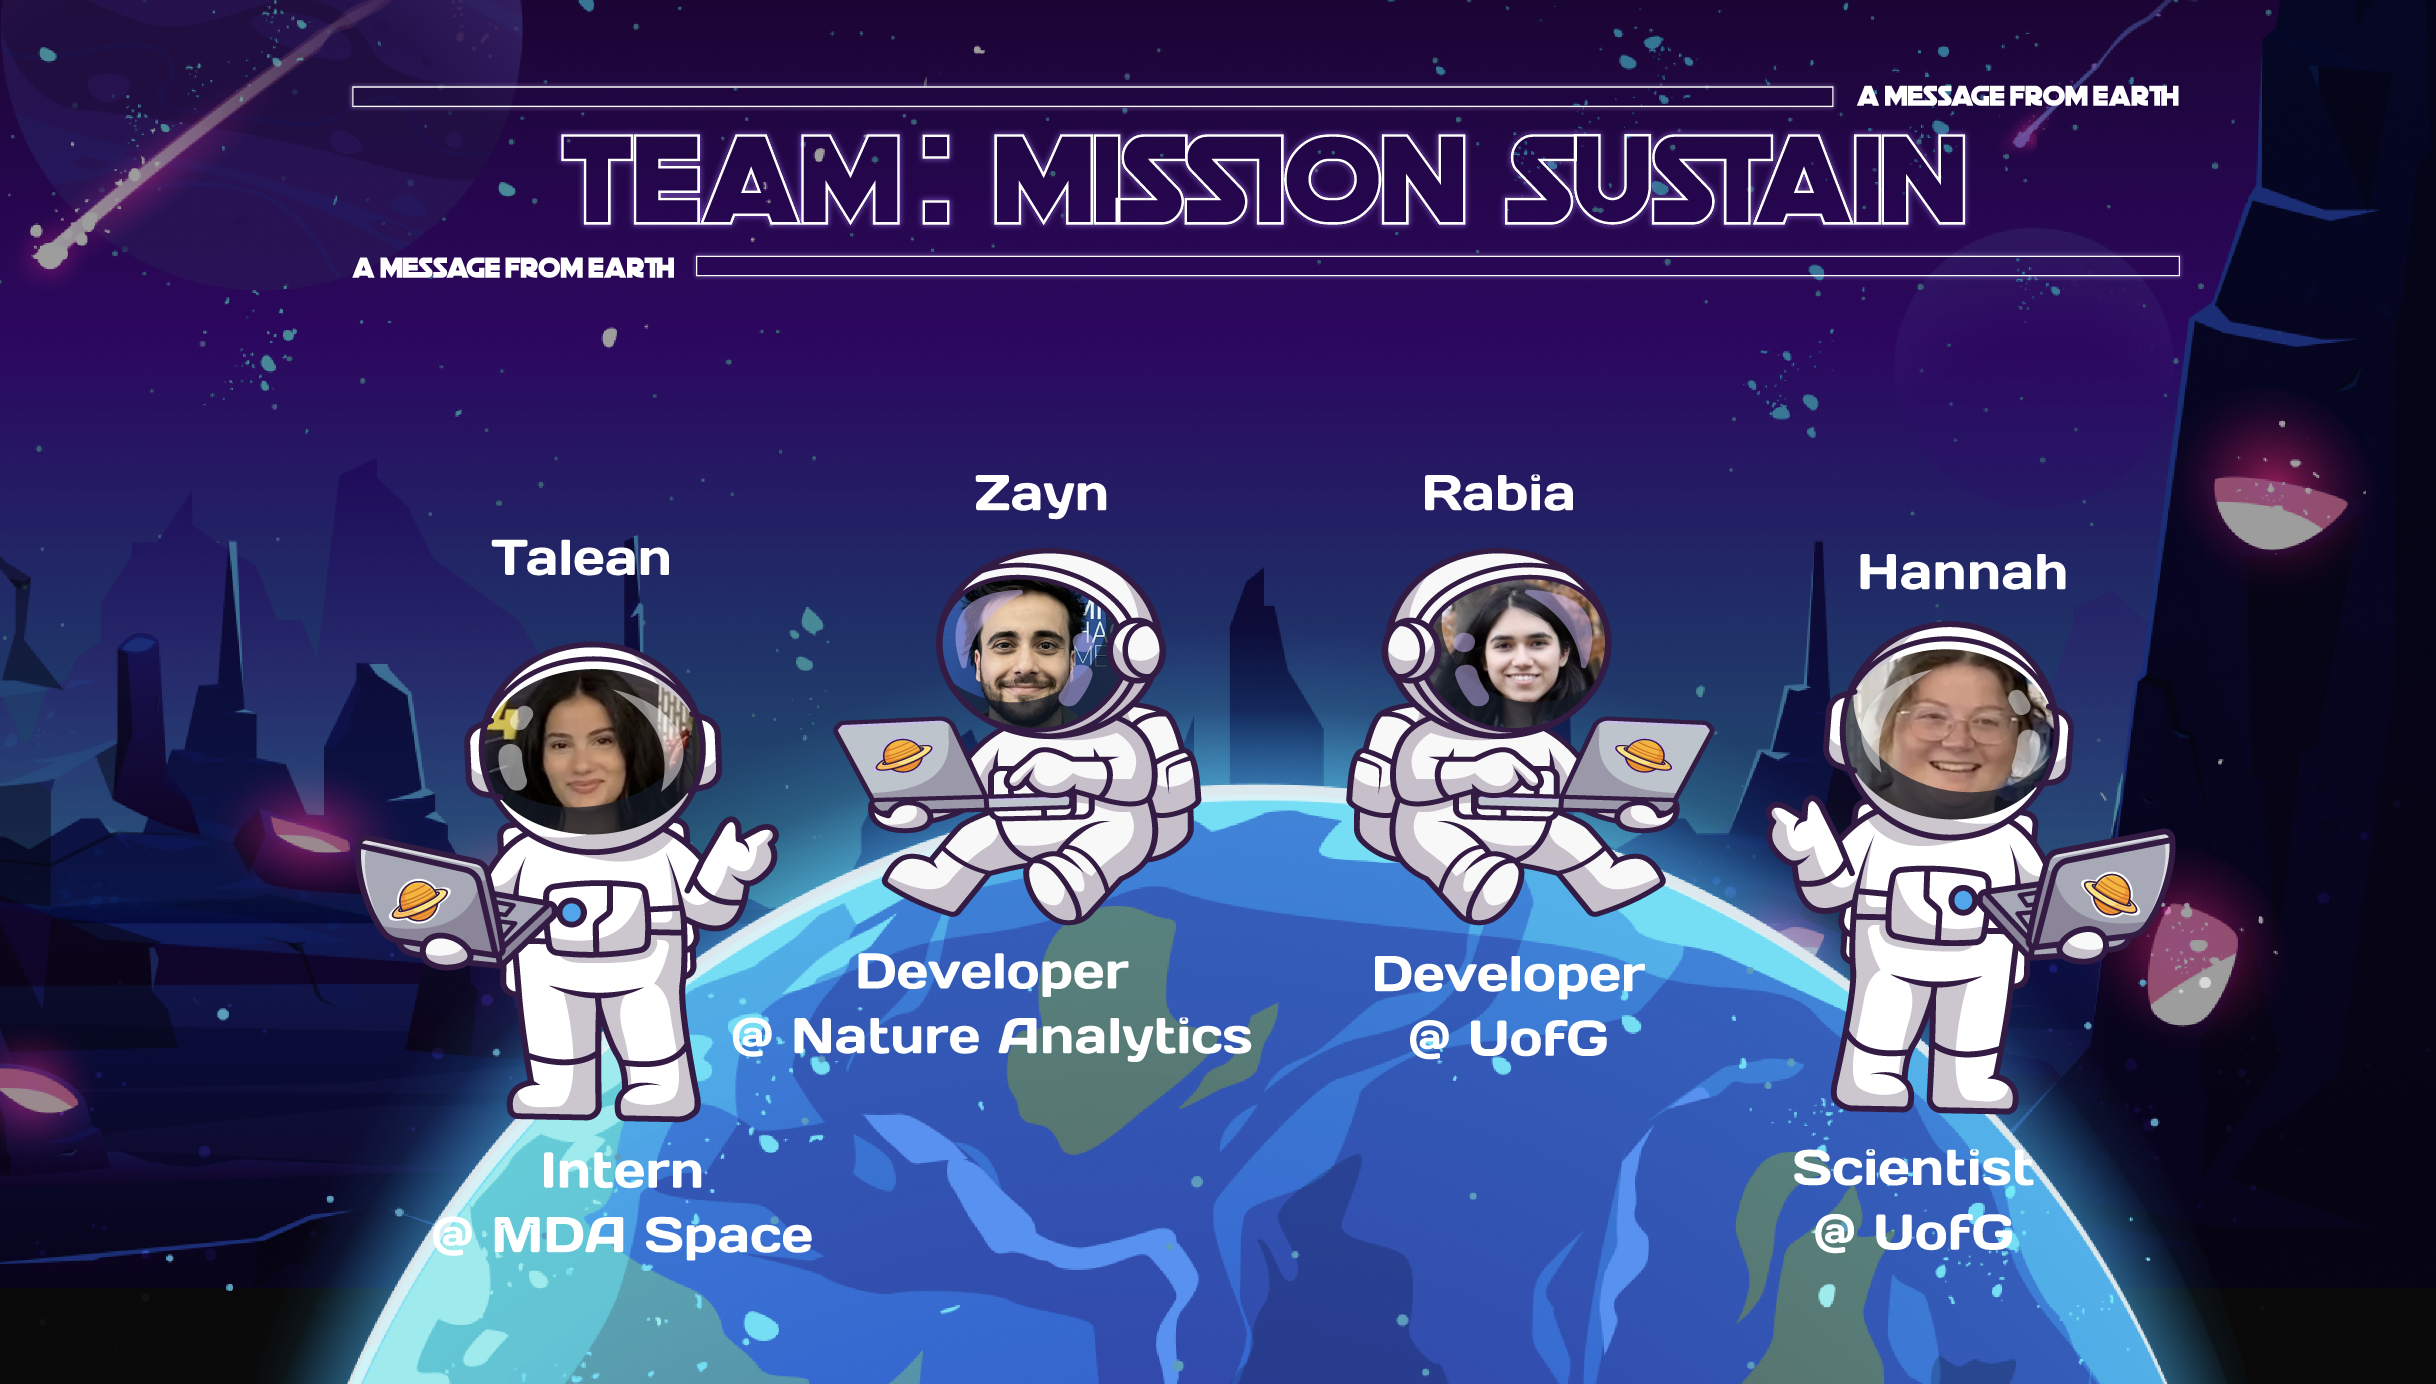 A MESSAGE FROM EARTH
TEAM: MISSION SUSTAIN
A MESSAGE FROM EARTH
Talean
Zayn
Rabia
Hannah
Developer
@ Nature Analytics
Developer
@ UofG
Intern
@ MDA Space
Scientist
@ UofG